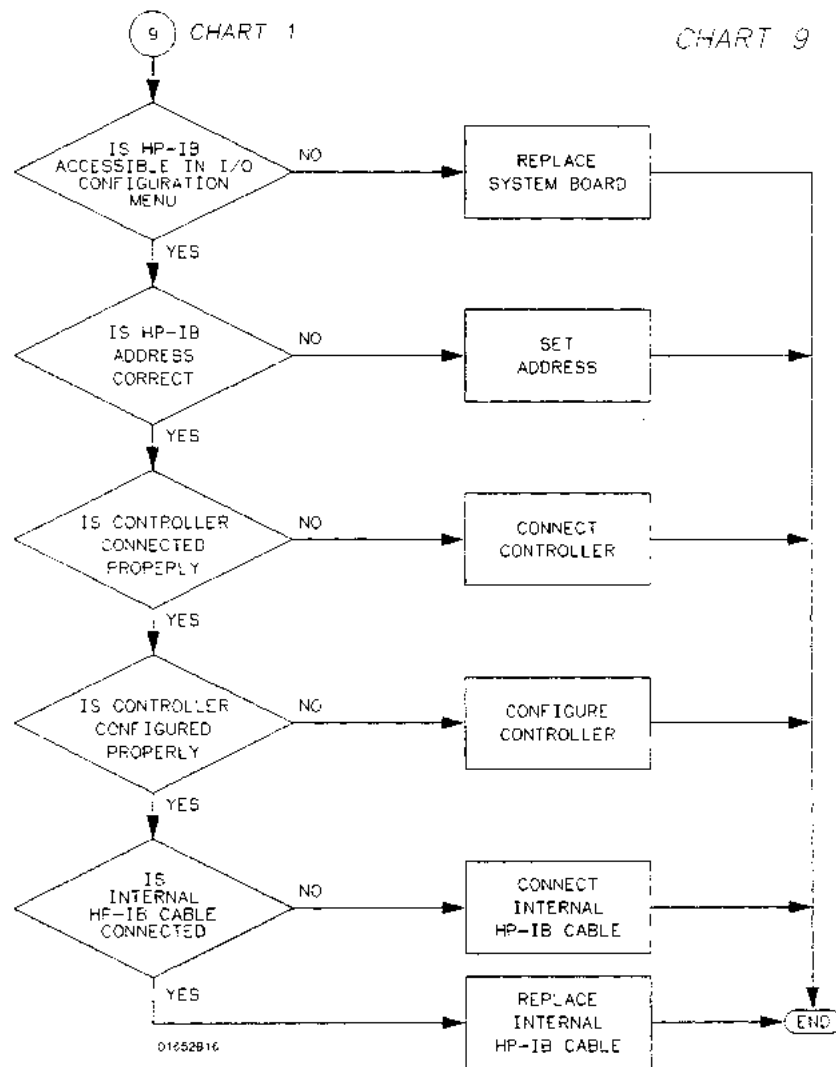 9 CHART 1
CHART 9
IS HP-IB
ACCESSIBLE IN I/O
CONFIGURATION
MENU
NO
REPLACE
SYSTEM BOARD
YES
IS HP-IB
ADDRESS
CORRECT
NO
SET
ADDRESS
YES
IS CONTROLLER
CONNECTED
PROPERLY
NO
CONNECT
CONTROLLER
YES
IS CONTROLLER
CONFIGURED
PROPERLY
NO
CONFIGURE
CONTROLLER
YES
IS
INTERNAL
HP-IB CABLE
CONNECTED
NO
CONNECT
INTERNAL
HP-IB CABLE
YES
REPLACE
INTERNAL
HP-IB CABLE
END
01652B16